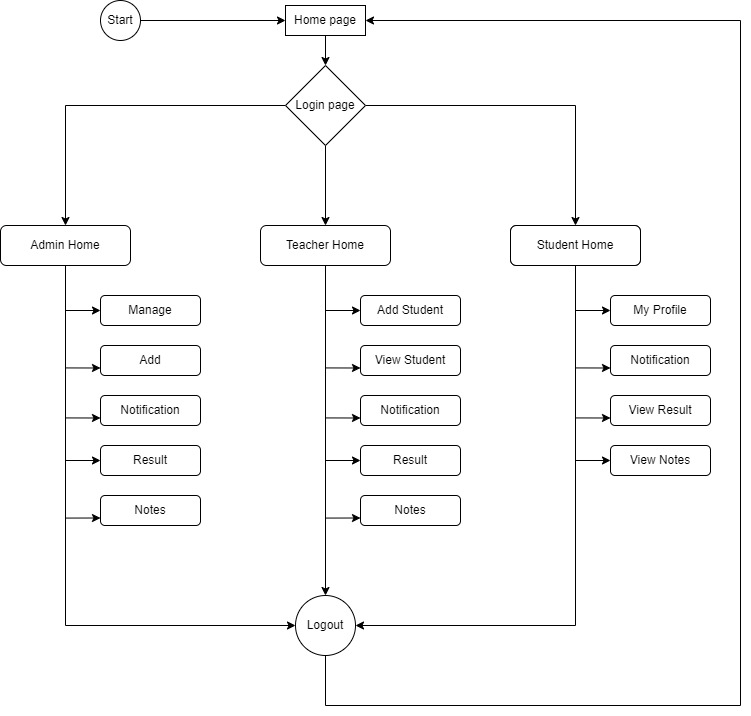 Start
Home page
Login page
Admin Home
Teacher Home
Student Home
Manage
Add Student
My Profile
Add
View Student
Notification
Notification
Notification
View Result
Result
Result
View Notes
Notes
Notes
Logout